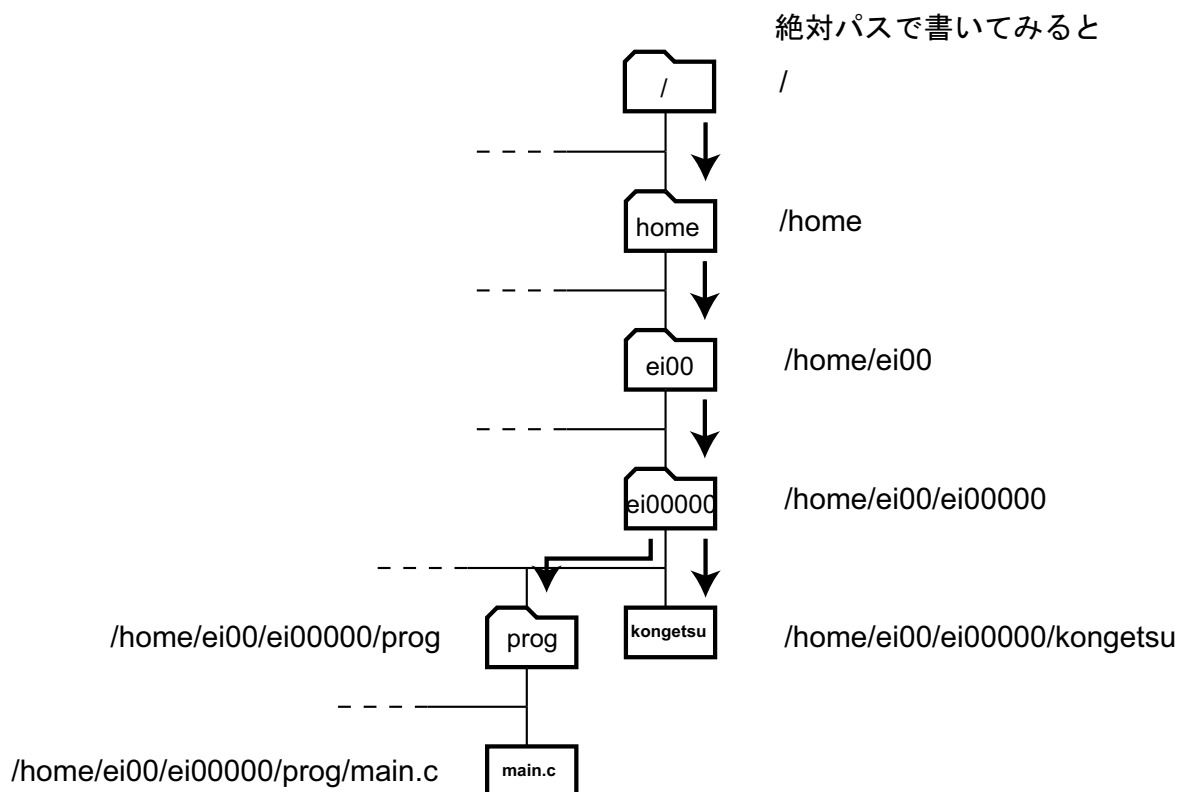 絶対パスで書いてみると
/
/
home
/home
ei00
/home/ei00
ei00000
/home/ei00/ei00000
/home/ei00/ei00000/prog
prog
kongetsu
/home/ei00/ei00000/kongetsu
/home/ei00/ei00000/prog/main.c
main.c